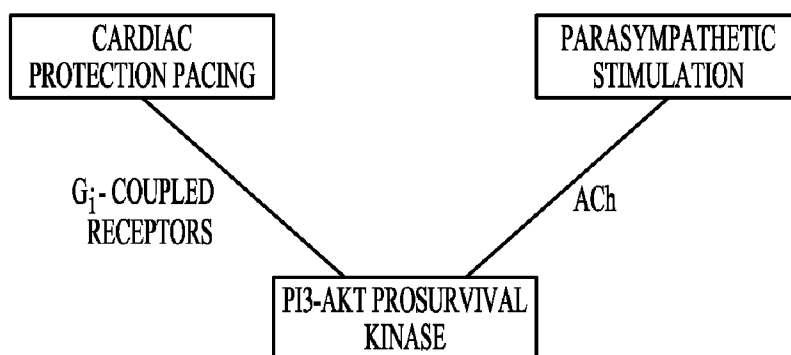 CARDIAC
PROTECTION PACING
PARASYMPATHETIC
STIMULATION
Gi- COUPLED
RECEPTORS
ACh
PI3-AKT PROSURVIVAL
KINASE